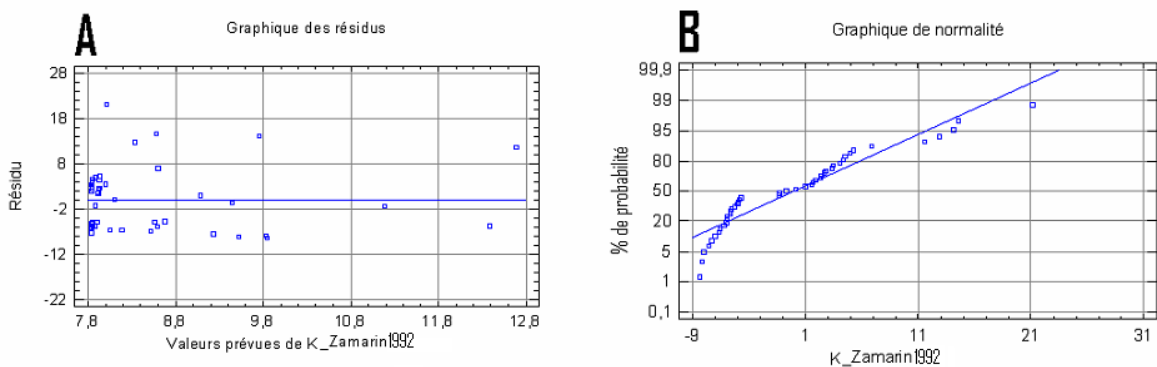 A
Graphique des résidus
28
18
8
-2
-12
-22
Résidu
7,8 8,8 9,8 10,8 11,8 12,8
Valeurs prévues de K_Zamarin1992
B
Graphique de normalité
99,9
99
95
80
50
20
5
1
0,1
% de probabilité
-9 1 11 21 31
K_Zamarin1992